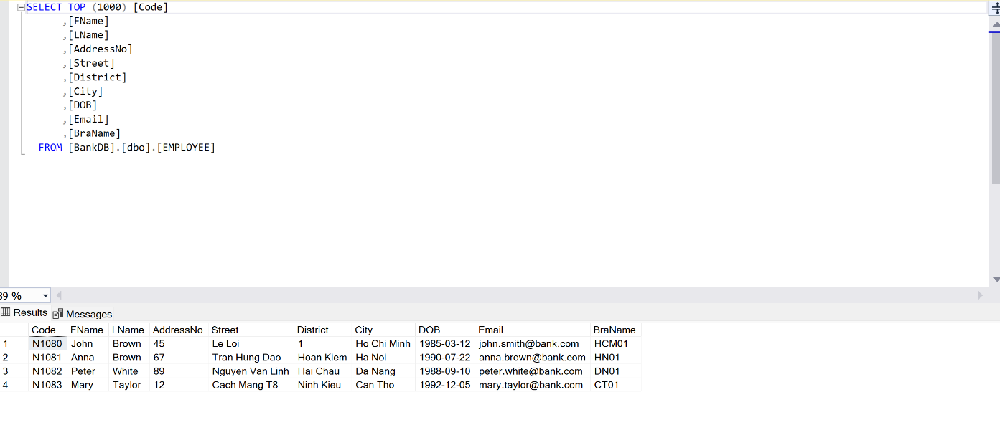 SELECT TOP (1000) [Code]
,[FName]
,[LName]
,[AddressNo]
,[Street]
,[District]
,[City]
,[DOB]
,[Email]
,[BraName]
FROM [BankDB].[dbo].[EMPLOYEE]
89 %
Results Messages
Code FName LName AddressNo Street District City DOB Email BraName
1 N1080 John Brown 45 Le Loi 1 Ho Chi Minh 1985-03-12 john.smith@bank.com HCM01
2 N1081 Anna Brown 67 Tran Hung Dao Hoan Kiem Ha Noi 1990-07-22 anna.brown@bank.com HN01
3 N1082 Peter White 89 Nguyen Van Linh Hai Chau Da Nang 1988-09-10 peter.white@bank.com DN01
4 N1083 Mary Taylor 12 Cach Mang T8 Ninh Kieu Can Tho 1992-12-05 mary.taylor@bank.com CT01